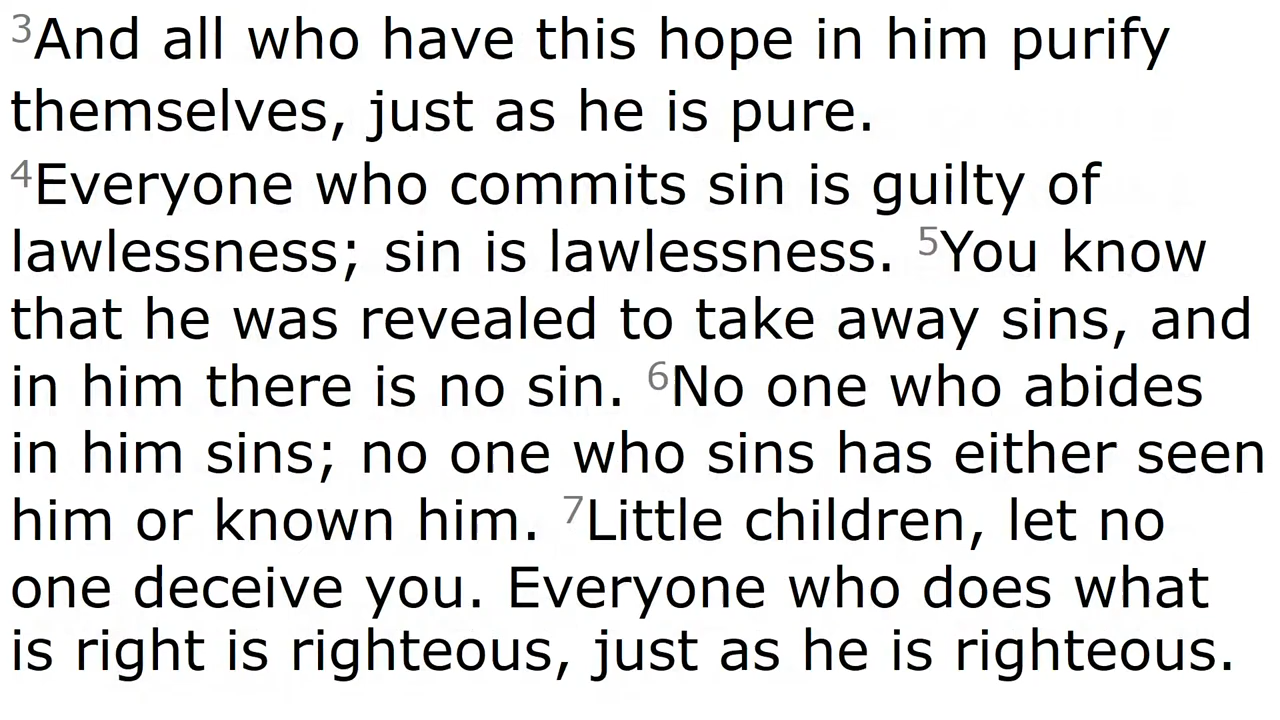 ³And all who have this hope in him purify
themselves, just as he is pure.
⁴Everyone who commits sin is guilty of
lawlessness; sin is lawlessness. ⁵You know
that he was revealed to take away sins, and
in him there is no sin. ⁶No one who abides
in him sins; no one who sins has either seen
him or known him. ⁷Little children, let no
one deceive you. Everyone who does what
is right is righteous, just as he is righteous.